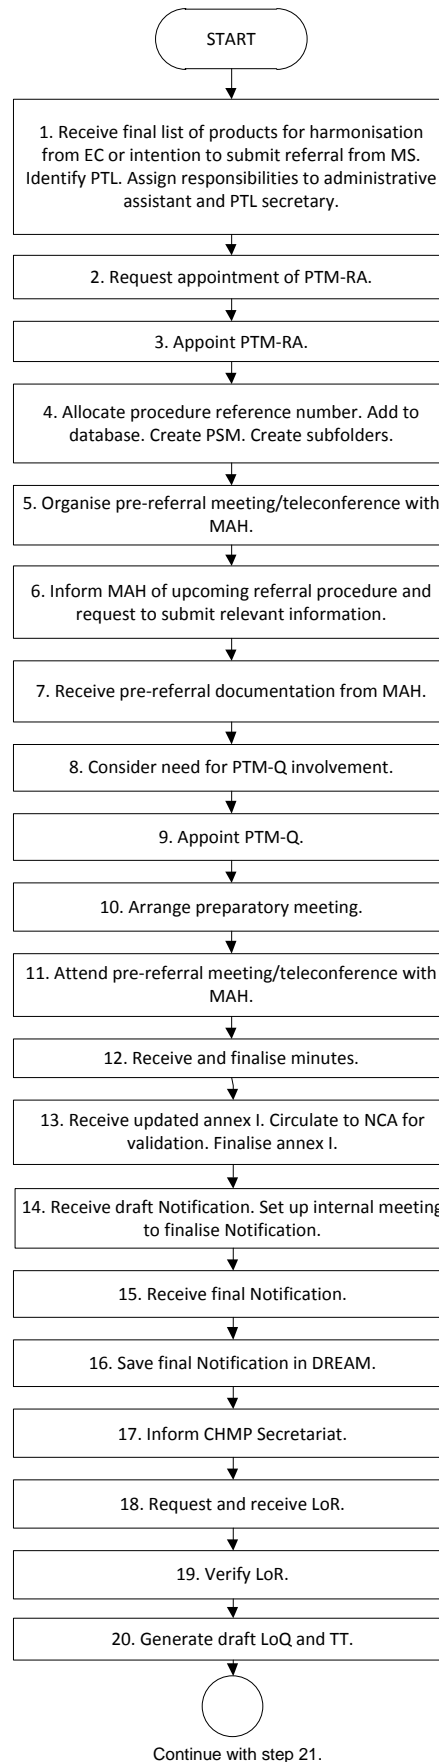 START
1. Receive final list of products for harmonisation
from EC or intention to submit referral from MS.
Identify PTL. Assign responsibilities to administrative
assistant and PTL secretary.
2. Request appointment of PTM-RA.
3. Appoint PTM-RA.
4. Allocate procedure reference number. Add to
database. Create PSM. Create subfolders.
5. Organise pre-referral meeting/teleconference with
MAH.
6. Inform MAH of upcoming referral procedure and
request to submit relevant information.
7. Receive pre-referral documentation from MAH.
8. Consider need for PTM-Q involvement.
9. Appoint PTM-Q.
10. Arrange preparatory meeting.
11. Attend pre-referral meeting/teleconference with
MAH.
12. Receive and finalise minutes.
13. Receive updated annex I. Circulate to NCA for
validation. Finalise annex I.
14. Receive draft Notification. Set up internal meeting
to finalise Notification.
15. Receive final Notification.
16. Save final Notification in DREAM.
17. Inform CHMP Secretariat.
18. Request and receive LoR.
19. Verify LoR.
20. Generate draft LoQ and TT.
Continue with step 21.